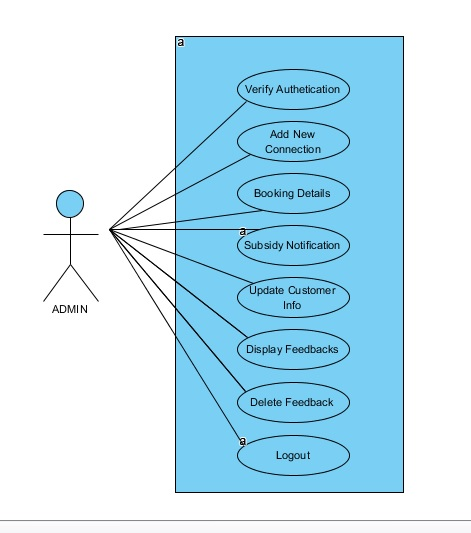 a
Verify Authetication
Add New
Connection
Booking Details
a
Subsidy Notification
Update Customer
Info
ADMIN
Display Feedbacks
Delete Feedback
a
Logout